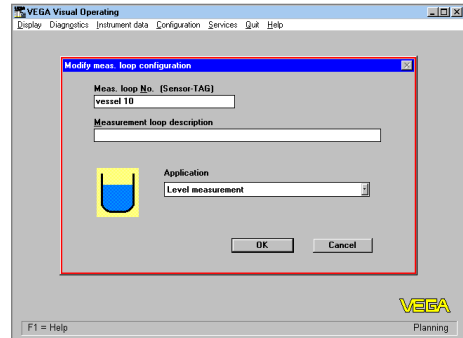 VEGA Visual Operating
Display Diagnostics Instrument data Configuration Services Quit Help
Modify meas. loop configuration
Meas. loop No. (Sensor-TAG)
vessel 10
Measurement loop description
Application
Level measurement
OK Cancel
VEGA
F1 = Help Planning